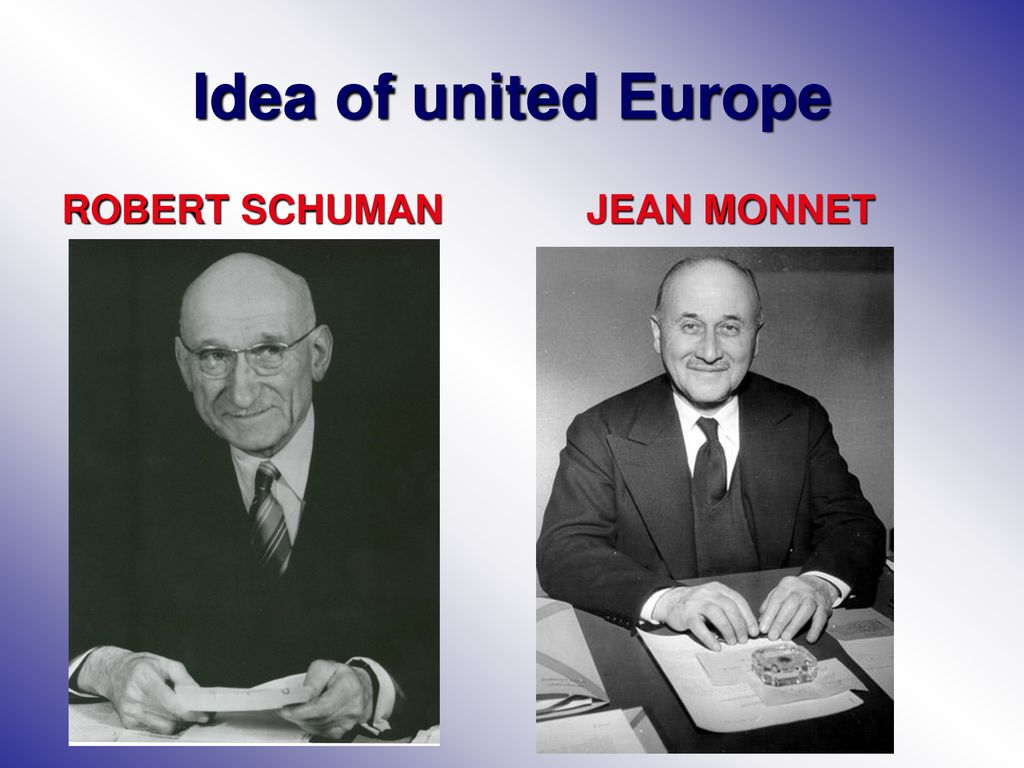 Idea of united Europe
ROBERT SCHUMAN
JEAN MONNET